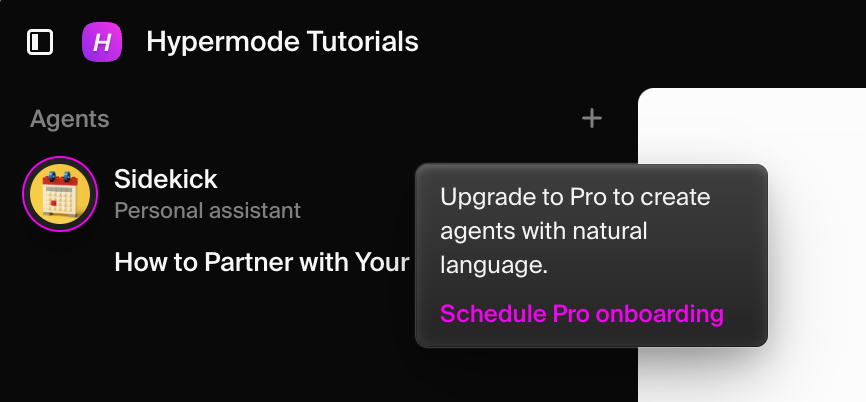 H
Hypermode Tutorials
Agents
Sidekick
Personal assistant
How to Partner with Your
Upgrade to Pro to create
agents with natural
language.
Schedule Pro onboarding